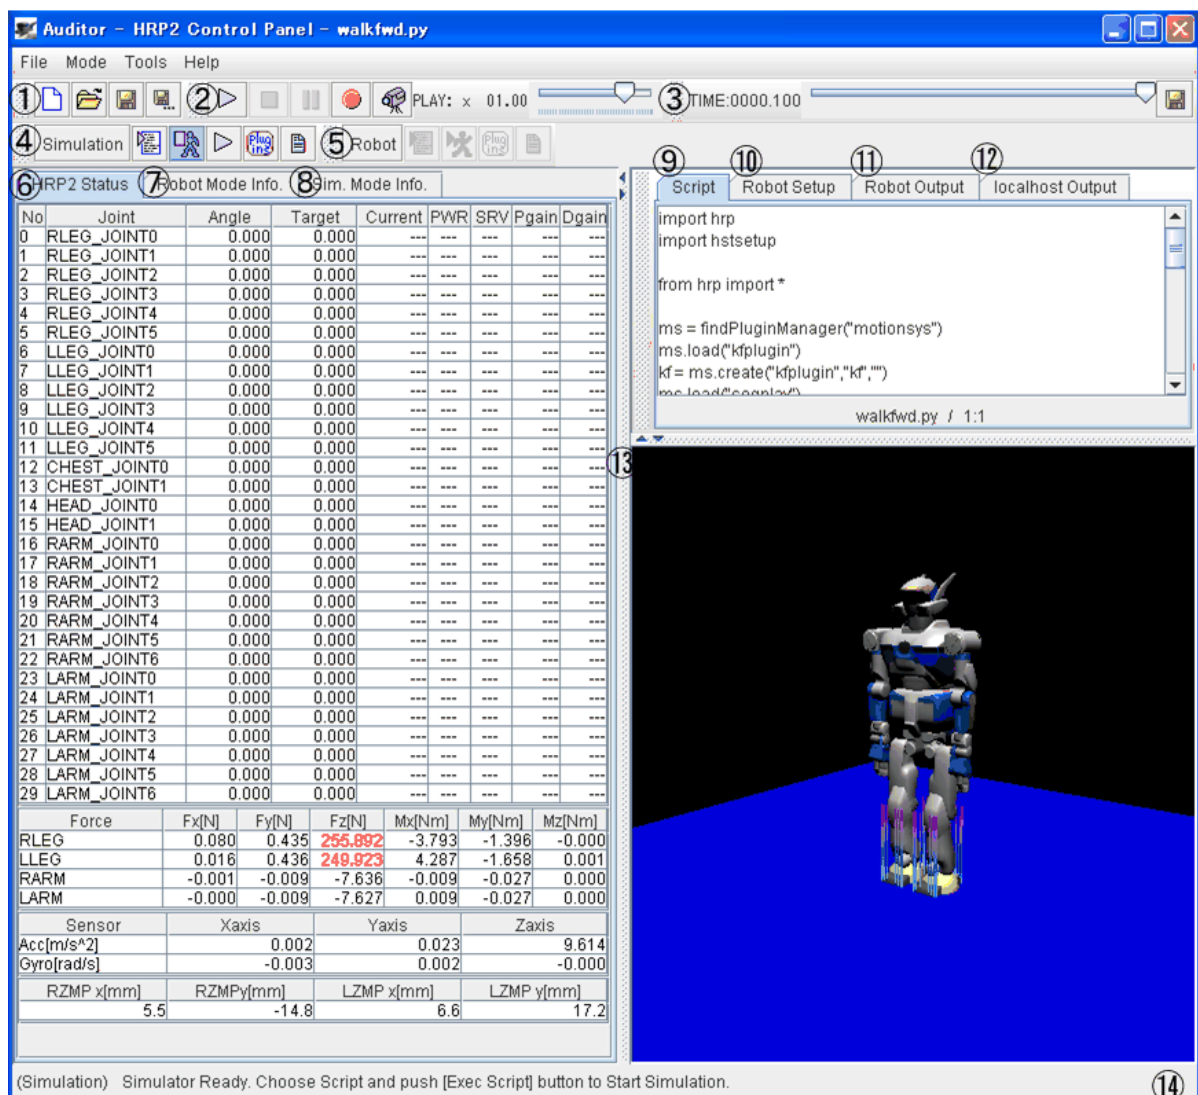 Auditor - HRP2 Control Panel - walkfwd.py
File Mode Tools Help
① ② PLAY: × 01.00 ③ TIME:0000.100
④ Simulation Plugins ⑤ Robot Plugins
⑥ HRP2 Status ⑦ Robot Mode Info. ⑧ Sim. Mode Info.
No Joint Angle Target Current PWR SRV Pgain Dgain
0 RLEG_JOINT0 0.000 0.000 --- --- --- --- ---
1 RLEG_JOINT1 0.000 0.000 --- --- --- --- ---
2 RLEG_JOINT2 0.000 0.000 --- --- --- --- ---
3 RLEG_JOINT3 0.000 0.000 --- --- --- --- ---
4 RLEG_JOINT4 0.000 0.000 --- --- --- --- ---
5 RLEG_JOINT5 0.000 0.000 --- --- --- --- ---
6 LLEG_JOINT0 0.000 0.000 --- --- --- --- ---
7 LLEG_JOINT1 0.000 0.000 --- --- --- --- ---
8 LLEG_JOINT2 0.000 0.000 --- --- --- --- ---
9 LLEG_JOINT3 0.000 0.000 --- --- --- --- ---
10 LLEG_JOINT4 0.000 0.000 --- --- --- --- ---
11 LLEG_JOINT5 0.000 0.000 --- --- --- --- ---
12 CHEST_JOINT0 0.000 0.000 --- --- --- --- ---
13 CHEST_JOINT1 0.000 0.000 --- --- --- --- ---
14 HEAD_JOINT0 0.000 0.000 --- --- --- --- ---
15 HEAD_JOINT1 0.000 0.000 --- --- --- --- ---
16 RARM_JOINT0 0.000 0.000 --- --- --- --- ---
17 RARM_JOINT1 0.000 0.000 --- --- --- --- ---
18 RARM_JOINT2 0.000 0.000 --- --- --- --- ---
19 RARM_JOINT3 0.000 0.000 --- --- --- --- ---
20 RARM_JOINT4 0.000 0.000 --- --- --- --- ---
21 RARM_JOINT5 0.000 0.000 --- --- --- --- ---
22 RARM_JOINT6 0.000 0.000 --- --- --- --- ---
23 LARM_JOINT0 0.000 0.000 --- --- --- --- ---
24 LARM_JOINT1 0.000 0.000 --- --- --- --- ---
25 LARM_JOINT2 0.000 0.000 --- --- --- --- ---
26 LARM_JOINT3 0.000 0.000 --- --- --- --- ---
27 LARM_JOINT4 0.000 0.000 --- --- --- --- ---
28 LARM_JOINT5 0.000 0.000 --- --- --- --- ---
29 LARM_JOINT6 0.000 0.000 --- --- --- --- ---
Force Fx[N] Fy[N] Fz[N] Mx[Nm] My[Nm] Mz[Nm]
RLEG 0.080 0.435 255.892 -3.793 -1.396 -0.000
LLEG 0.016 0.436 249.923 4.287 -1.658 0.001
RARM -0.001 -0.009 -7.636 -0.009 -0.027 0.000
LARM -0.000 -0.009 -7.627 0.009 -0.027 0.000
Sensor Xaxis Yaxis Zaxis
Acc[m/s^2] 0.002 0.023 9.614
Gyro[rad/s] -0.003 0.002 -0.000
RZMP x[mm] RZMPy[mm] LZMP x[mm] LZMP y[mm]
5.5 -14.8 6.6 17.2
⑨ ⑩ ⑪ ⑫
Script Robot Setup Robot Output localhost Output
import hrp
import hstsetup
from hrp import *
ms = findPluginManager("motionsys")
ms.load("kfplugin")
kf = ms.create("kfplugin","kf","")
ms.load("seqplay")
walkfwd.py / 1:1
⑬
(Simulation) Simulator Ready. Choose Script and push [Exec Script] button to Start Simulation.
⑭